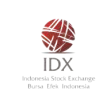 IDX
Indonesia Stock Exchange
Bursa Efek Indonesia